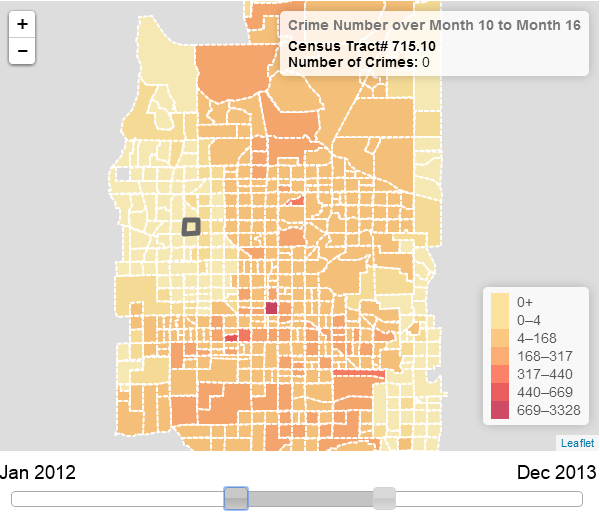 +
−
Crime Number over Month 10 to Month 16
Census Tract# 715.10
Number of Crimes: 0
0+
0–4
4–168
168–317
317–440
440–669
669–3328
Leaflet
Jan 2012
Dec 2013